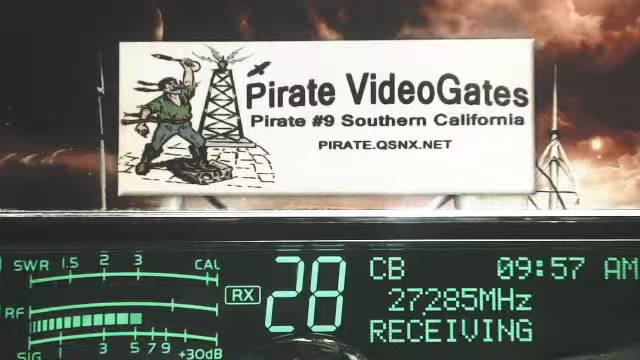 Pirate VideoGates
Pirate #9 Southern California
PIRATE.QSNX.NET
SWR 1.5 2 3 CAL
RF
SIG 1 3 5 7 9 +30dB
RX
28
CB 09:57 AM
27285MHz
RECEIVING